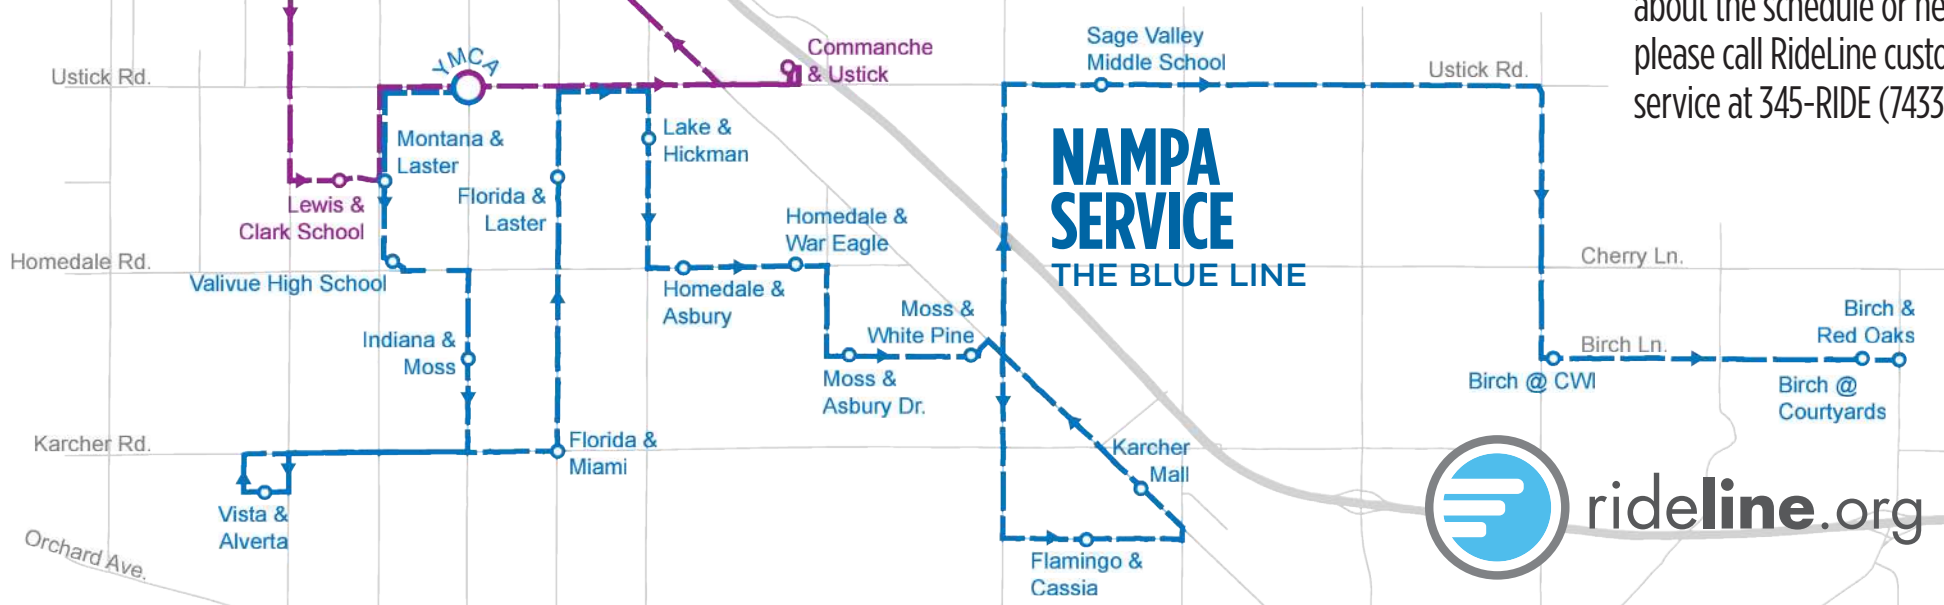 about the schedule or
please call RideLine
service at 345-RIDE (7433
Commanche
& Ustick
Sage Valley
Middle School
Ustick Rd.
YMCA
Ustick Rd.
Montana &
Laster
Lake &
Hickman
NAMPA
SERVICE
THE BLUE LINE
Lewis &
Clark School
Florida &
Laster
Homedale &
War Eagle
Homedale Rd.
Valivue High School
Homedale &
Asbury
Cherry Ln.
Moss &
White Pine
Birch &
Red Oaks
Indiana &
Moss
Birch Ln.
Moss &
Asbury Dr.
Birch @ CWI
Birch @
Courtyards
Karcher Rd.
Florida &
Miami
Karcher
Mall
Vista &
Alverta
rideline.org
Orchard Ave.
Flamingo &
Cassia